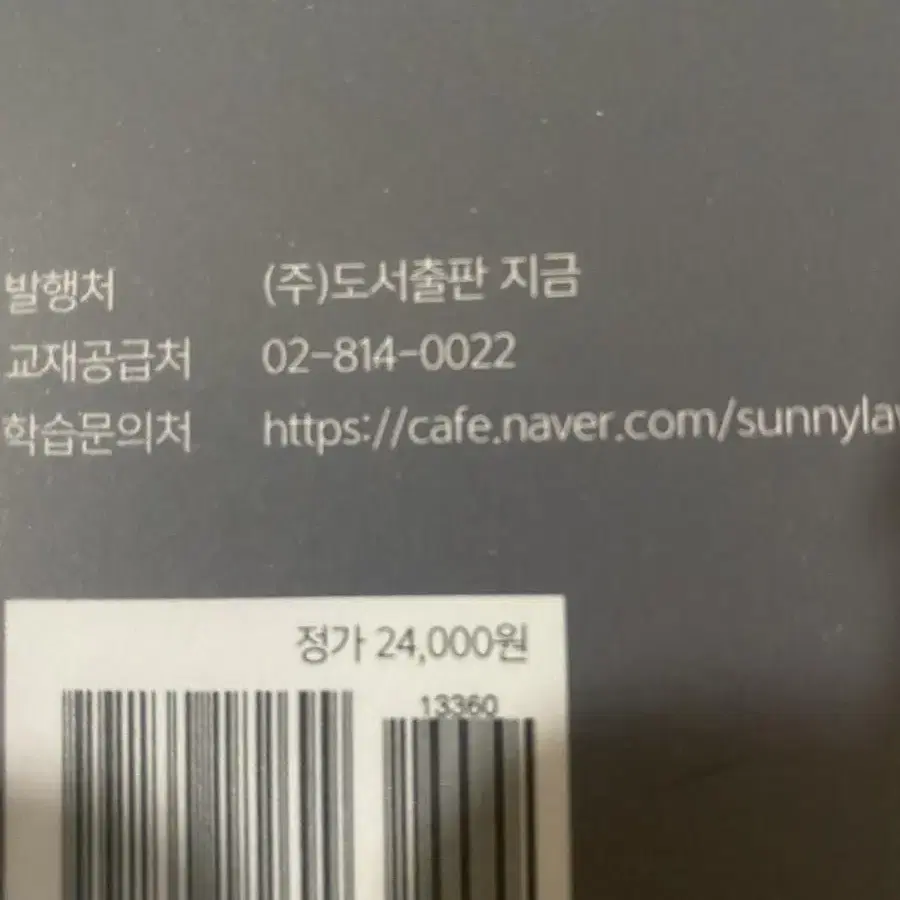 발행처 (주)도서출판 지금
교재공급처 02-814-0022
학습문의처 https://cafe.naver.com/sunnylaw
정가 24,000원
13360